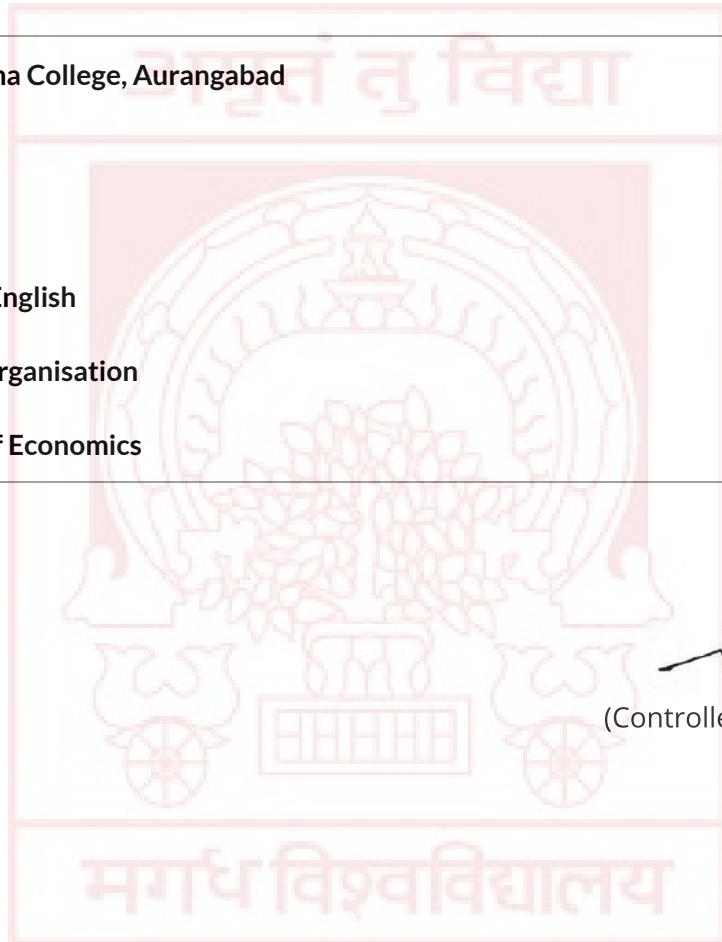 अमृतं तु विद्या
na College, Aurangabad
English
rganisation
f Economics
(Controlle
मगध विश्वविद्यालय